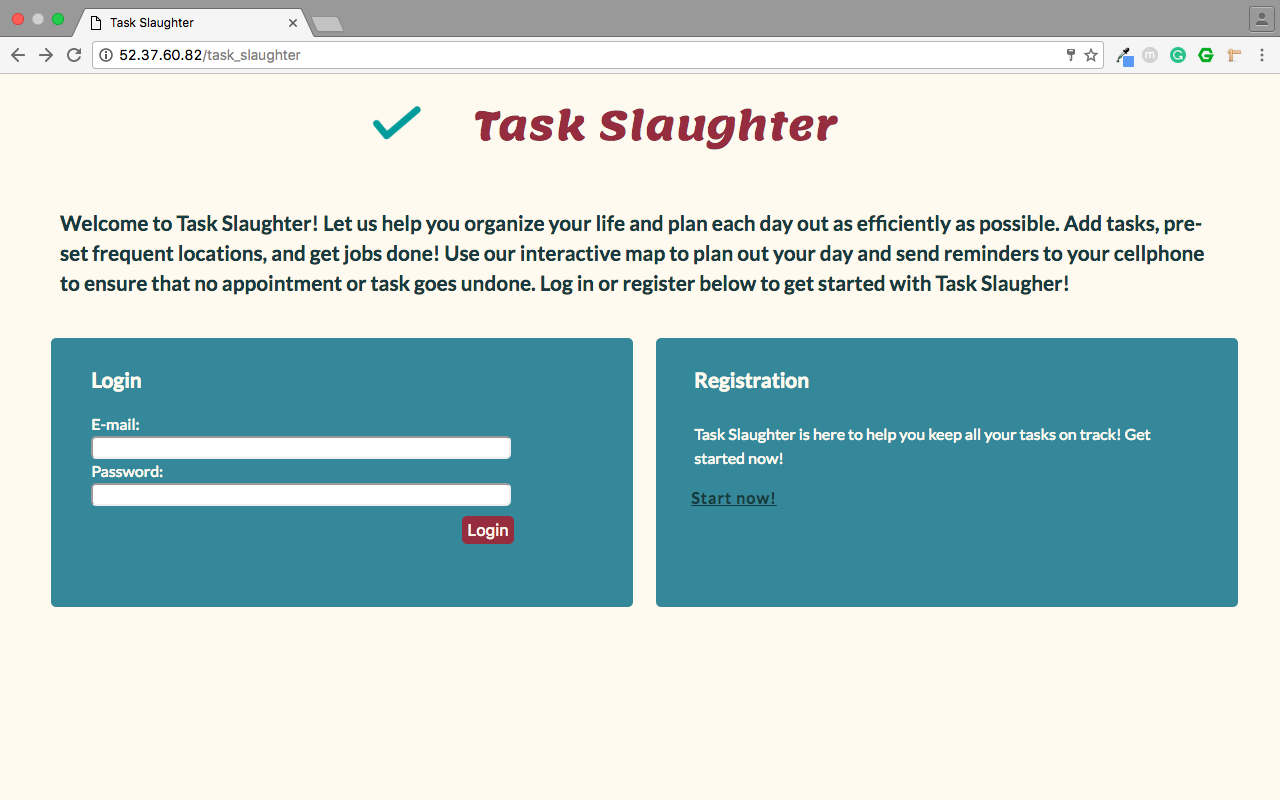 Task Slaughter
52.37.60.82/task_slaughter
Task Slaughter
Welcome to Task Slaughter! Let us help you organize your life and plan each day out as efficiently as possible. Add tasks, pre-
set frequent locations, and get jobs done! Use our interactive map to plan out your day and send reminders to your cellphone
to ensure that no appointment or task goes undone. Log in or register below to get started with Task Slaugher!
Login
E-mail:
Password:
Login
Registration
Task Slaughter is here to help you keep all your tasks on track! Get
started now!
Start now!